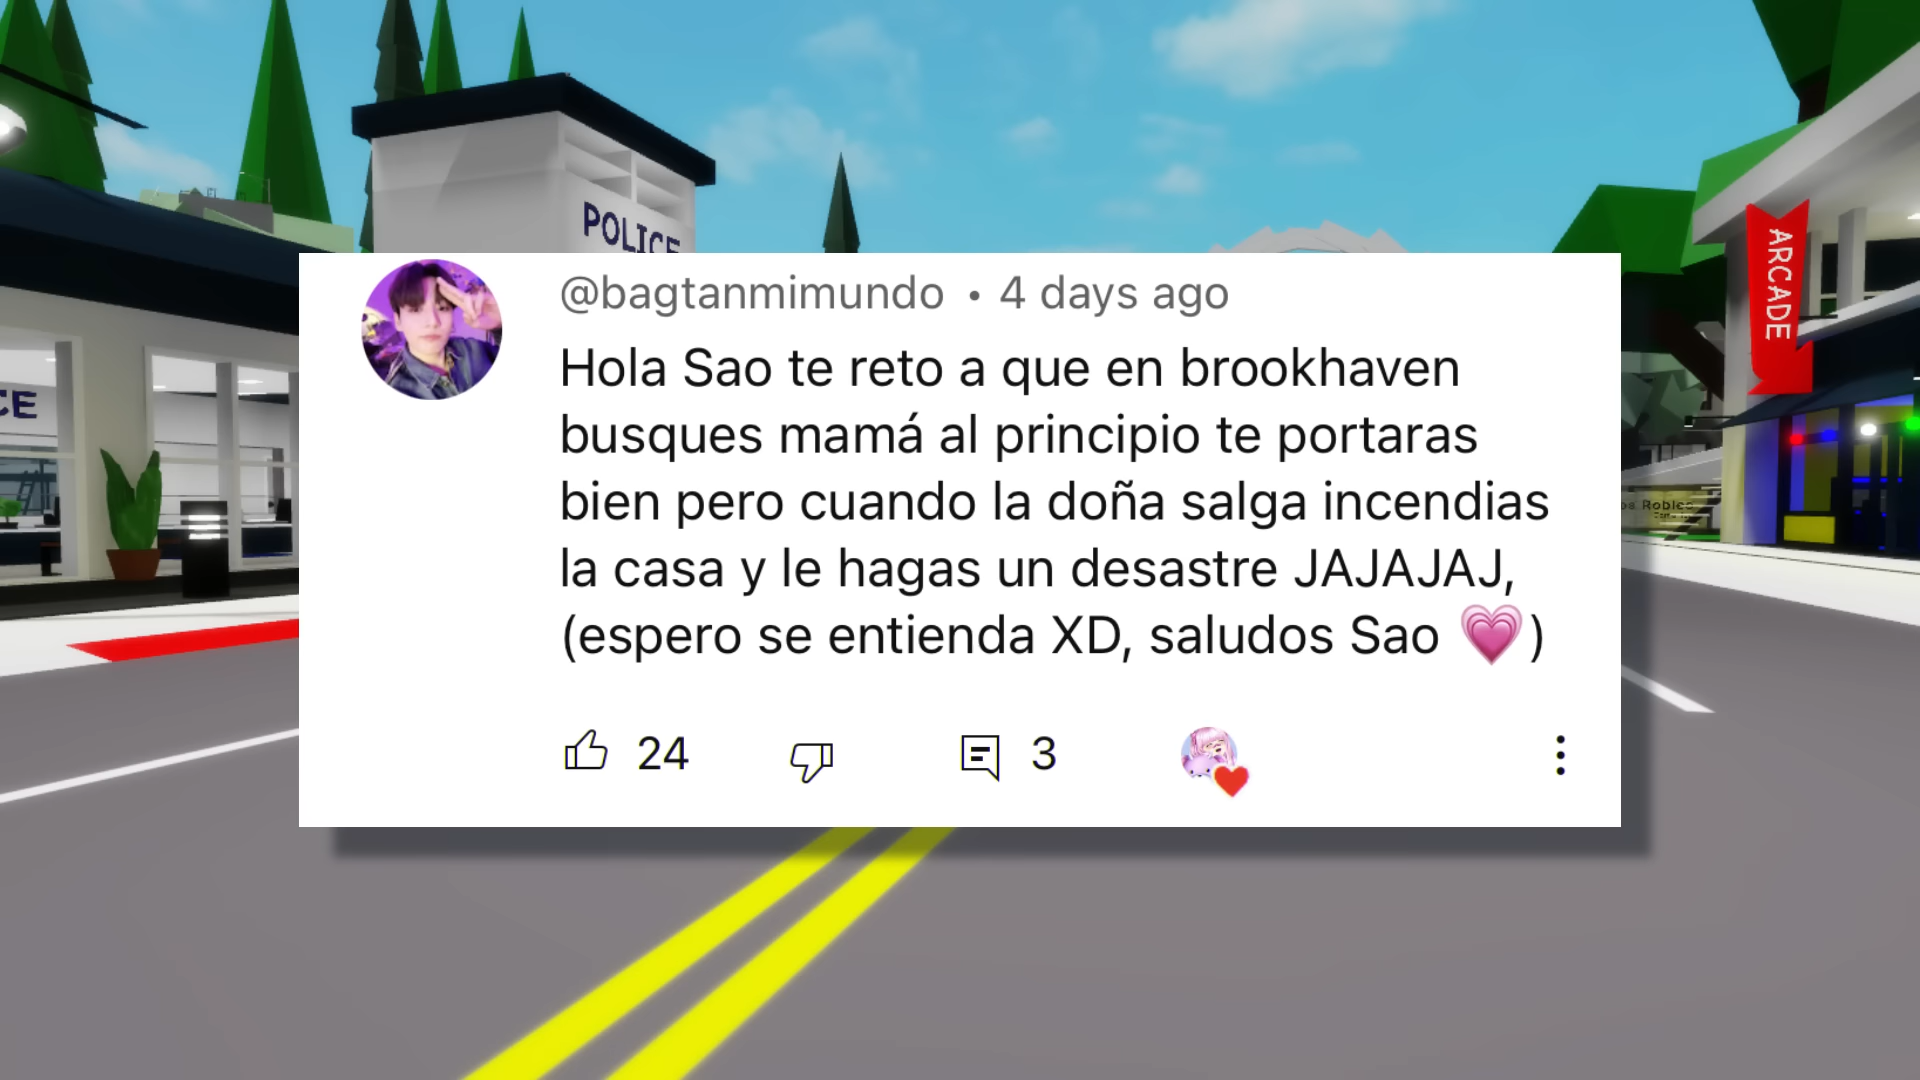 POLICE
@bagtanmimundo • 4 days ago
Hola Sao te reto a que en brookhaven
busques mamá al principio te portaras
bien pero cuando la doña salga incendias
la casa y le hagas un desastre JAJAJAJ,
(espero se entienda XD, saludos Sao 💗)
24
3
ARCADE
CE